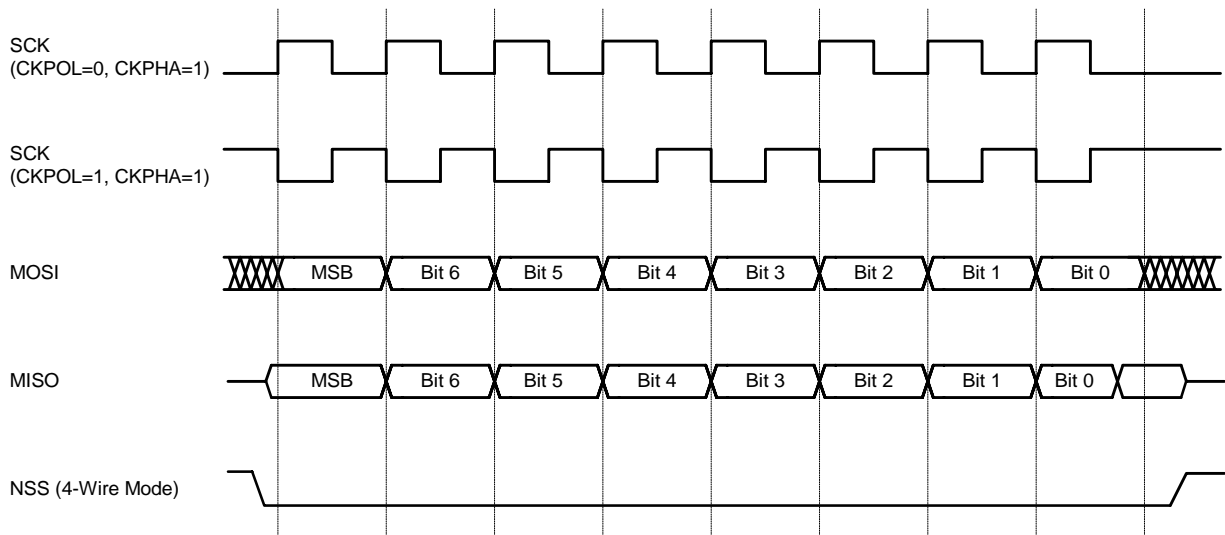 SCK
(CKPOL=0, CKPHA=1)
SCK
(CKPOL=1, CKPHA=1)
MOSI
MSB
Bit 6
Bit 5
Bit 4
Bit 3
Bit 2
Bit 1
Bit 0
MISO
MSB
Bit 6
Bit 5
Bit 4
Bit 3
Bit 2
Bit 1
Bit 0
NSS (4-Wire Mode)